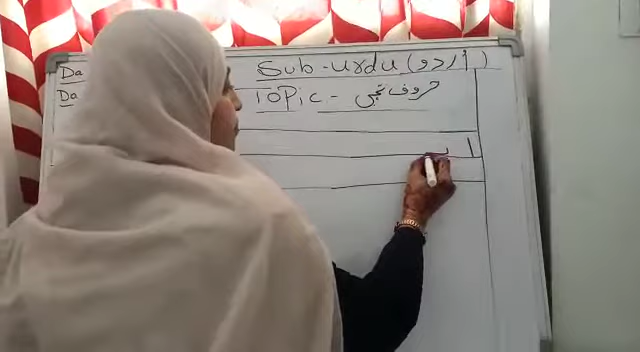 Da
Sub - Urdu (اردو)
Da
Topic - حروف تہجی
ا ب